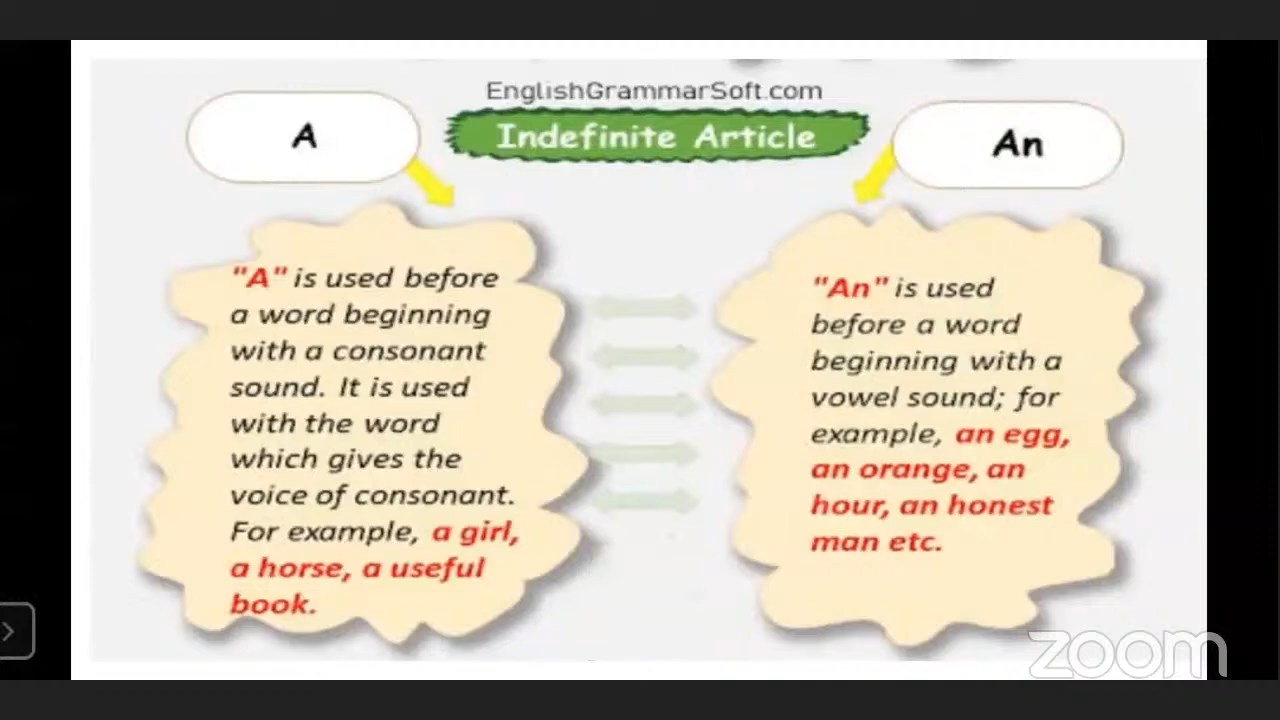 EnglishGrammarSoft.com
A
Indefinite Article
An
"A" is used before
a word beginning
with a consonant
sound. It is used
with the word
which gives the
voice of consonant.
For example, a girl,
a horse, a useful
book.
"An" is used
before a word
beginning with a
vowel sound; for
example, an egg,
an orange, an
hour, an honest
man etc.
zoom